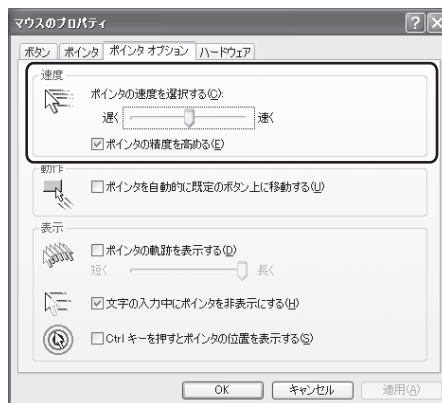 マウスのプロパティ
ボタン ポインタ ポインタ オプション ハードウェア
速度
ポインタの速度を選択する(C):
遅く 速く
ポインタの精度を高める(E)
動作
ポインタを自動的に既定のボタン上に移動する(U)
表示
ポインタの軌跡を表示する(D)
短く 長く
文字の入力中にポインタを非表示にする(H)
Ctrl キーを押すとポインタの位置を表示する(S)
OK キャンセル 適用(A)